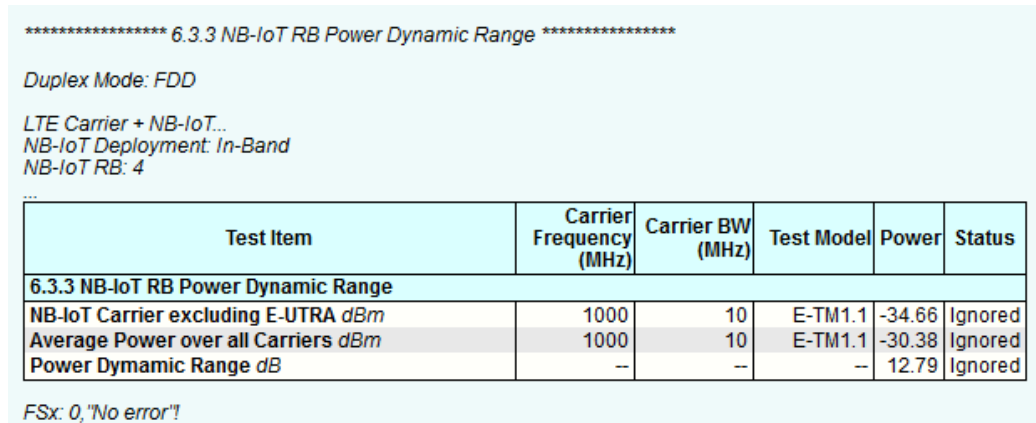 ***************** 6.3.3 NB-IoT RB Power Dynamic Range ****************
Duplex Mode: FDD
LTE Carrier + NB-IoT...
NB-IoT Deployment: In-Band
NB-IoT RB: 4
...
Test Item Carrier Frequency (MHz) Carrier BW (MHz) Test Model Power Status
6.3.3 NB-IoT RB Power Dynamic Range
NB-IoT Carrier excluding E-UTRA dBm 1000 10 E-TM1.1 -34.66 Ignored
Average Power over all Carriers dBm 1000 10 E-TM1.1 -30.38 Ignored
Power Dymamic Range dB -- -- -- 12.79 Ignored
FSx: 0,"No error"!